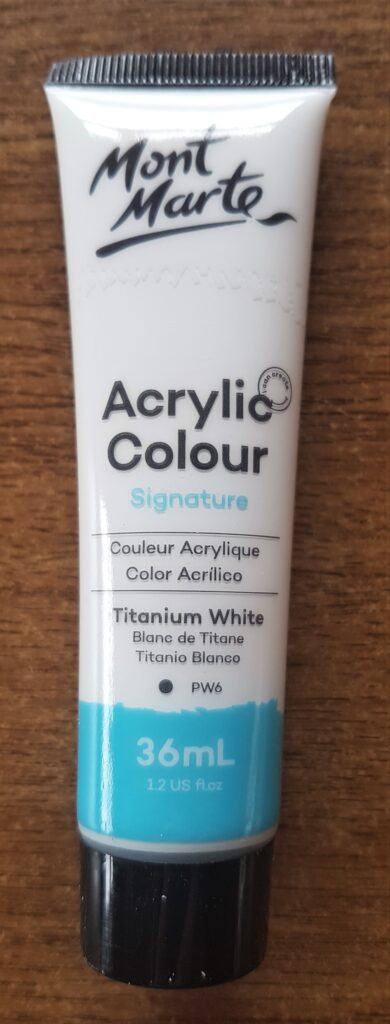 Mont
Marte
Acrylic
Colour
Signature
Couleur Acrylique
Color Acrílico
Titanium White
Blanc de Titane
Titanio Blanco
PW6
36mL
1.2 US fl.oz